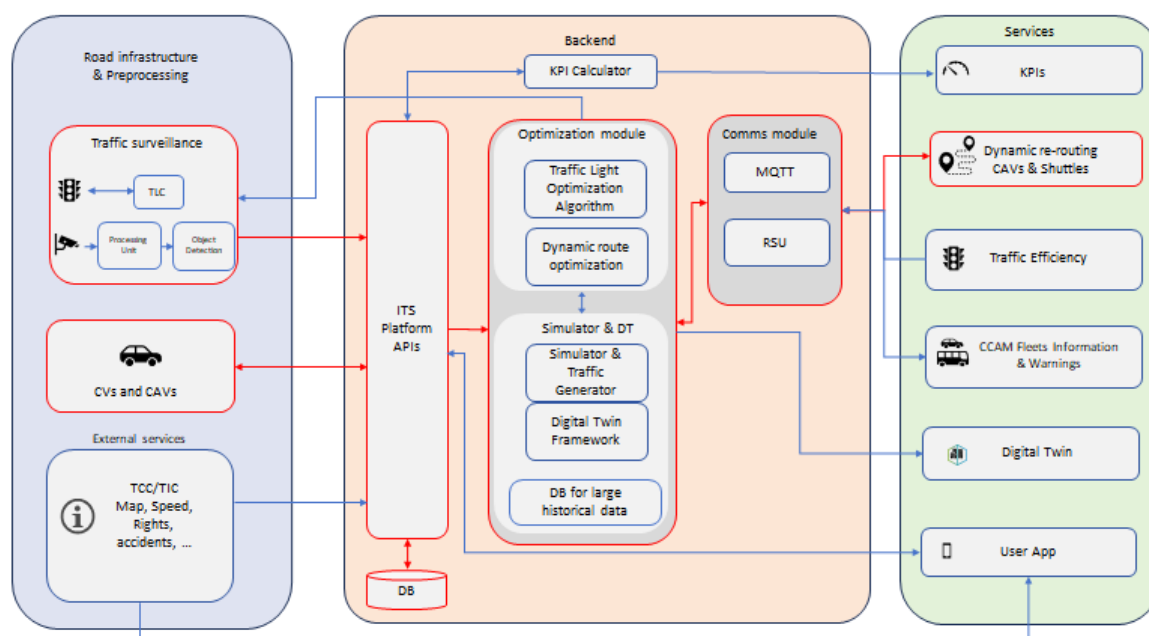 Road infrastructure
& Preprocessing
Traffic surveillance
TLC
Processing
Unit
Object
Detection
CVs and CAVs
External services
TCC/TIC
Map, Speed,
Rights,
accidents, ...
Backend
KPI Calculator
ITS
Platform
APIs
DB
Optimization module
Traffic Light
Optimization
Algorithm
Dynamic route
optimization
Simulator & DT
Simulator &
Traffic
Generator
Digital Twin
Framework
DB for large
historical data
Comms module
MQTT
RSU
Services
KPIs
Dynamic re-routing
CAVs & Shuttles
Traffic Efficiency
CCAM Fleets Information
& Warnings
Digital Twin
User App